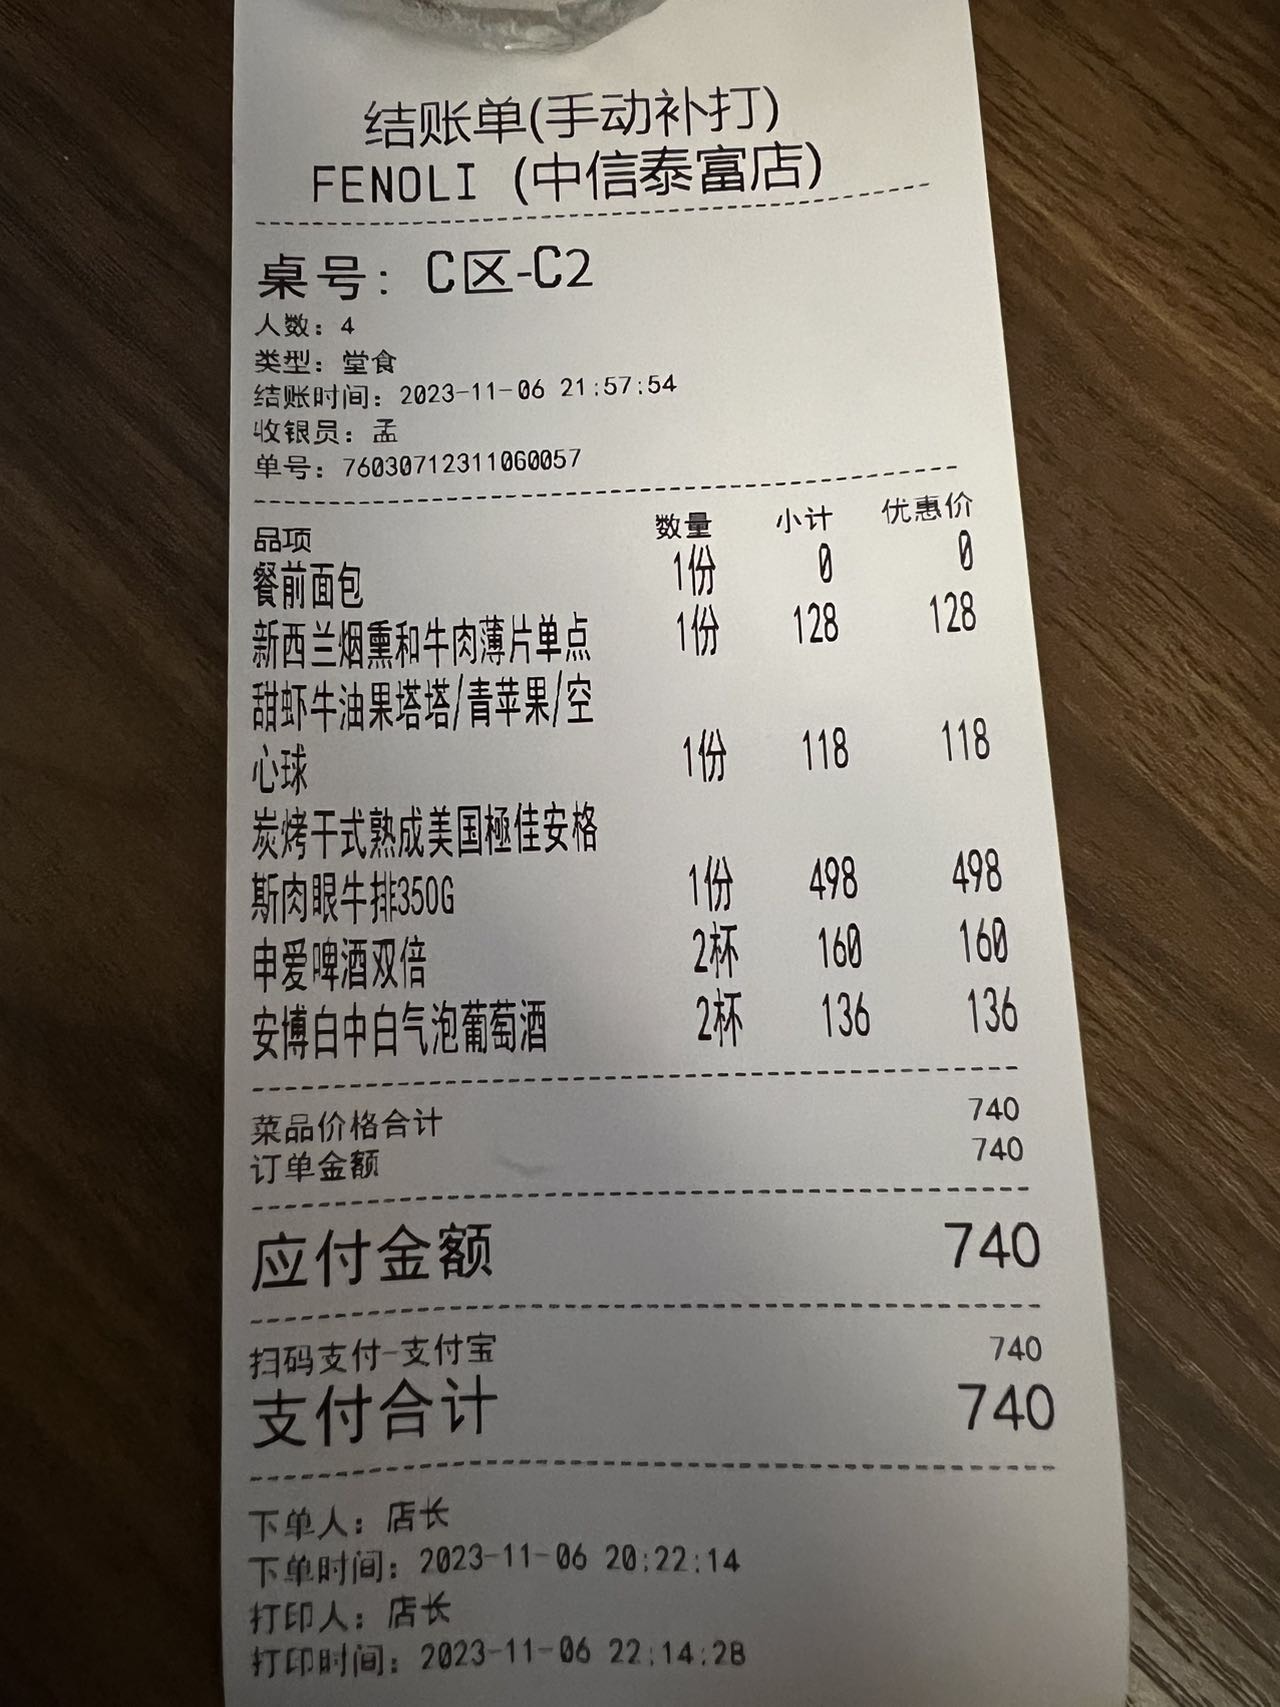 结账单(手动补打)
FENOLI (中信泰富店)
桌号: C区-C2
人数: 4
类型: 堂食
结账时间: 2023-11-06 21:57:54
收银员: 孟
单号: 76030712311060057
品项 数量 小计 优惠价
餐前面包 1份 0 0
新西兰烟熏和牛肉薄片单点 1份 128 128
甜虾牛油果塔塔/青苹果/空
心球 1份 118 118
炭烤干式熟成美国極佳安格
斯肉眼牛排350G 1份 498 498
申爱啤酒双倍 2杯 160 160
安博白中白气泡葡萄酒 2杯 136 136
菜品价格合计 740
订单金额 740
应付金额 740
扫码支付-支付宝 740
支付合计 740
下单人: 店长
下单时间: 2023-11-06 20:22:14
打印人: 店长
打印时间: 2023-11-06 22:14:28